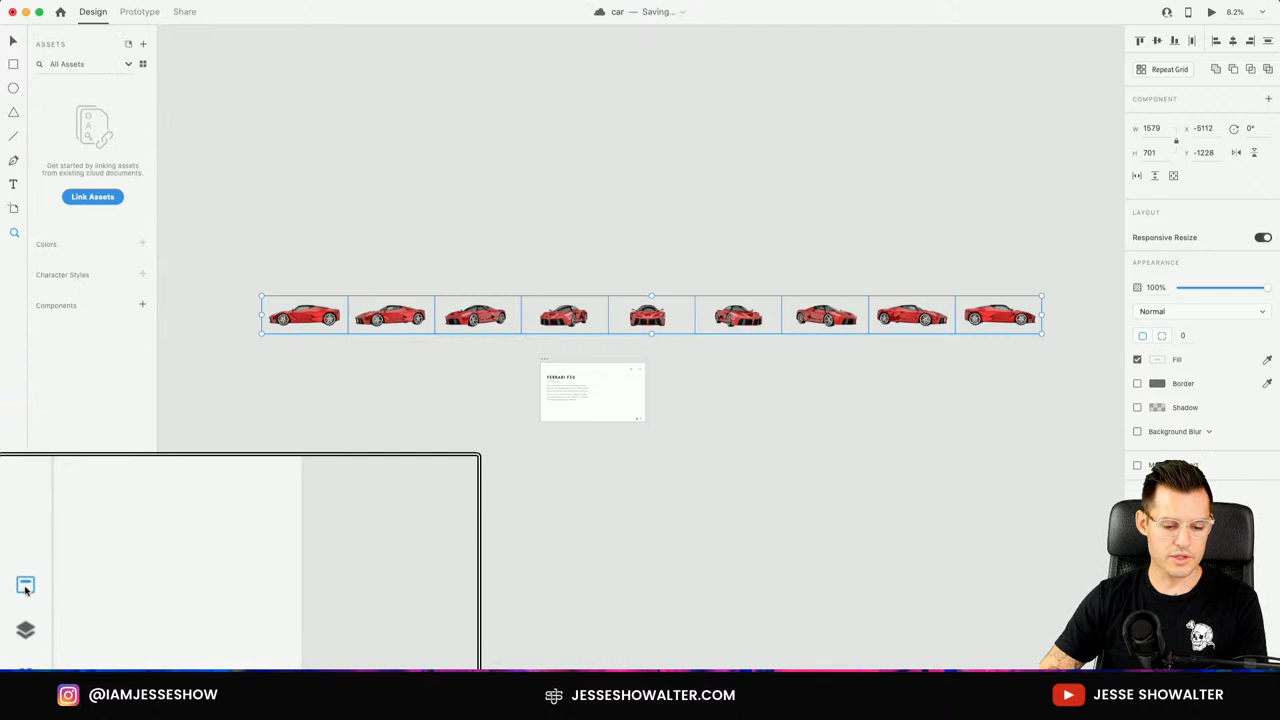 Design
Prototype
Share
car — Saving...
8.2%
ASSETS
All Assets
Get started by linking assets
from existing cloud documents.
Link Assets
Colors
Character Styles
Components
FERRARI F50
Repeat Grid
COMPONENT
W 1579 X -5112 0°
H 701 Y -1228
LAYOUT
Responsive Resize
APPEARANCE
100%
Normal
0
Fill
Border
Shadow
Background Blur
@IAMJESSESHOW
JESSESHOWALTER.COM
JESSE SHOWALTER